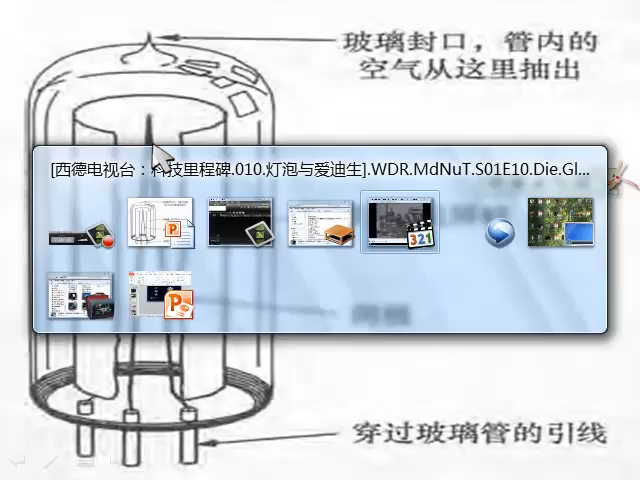 玻璃封口，管内的
空气从这里抽出
[西德电视台：科技里程碑.010.灯泡与爱迪生].WDR.MdNuT.S01E10.Die.Gl...
321
穿过玻璃管的引线